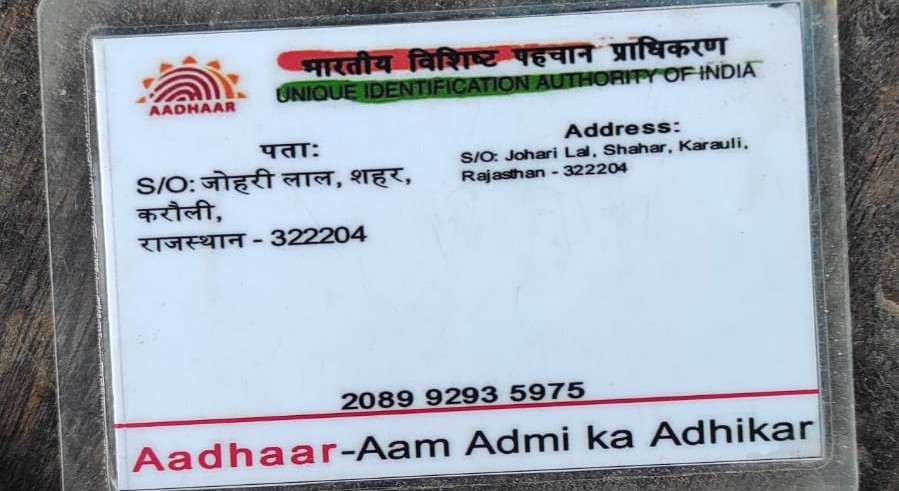 AADHAAR
भारतीय विशिष्ट पहचान प्राधिकरण
UNIQUE IDENTIFICATION AUTHORITY OF INDIA
पता:
S/O: जोहरी लाल, शहर,
करौली,
राजस्थान - 322204
Address:
S/O: Johari Lal, Shahar, Karauli,
Rajasthan - 322204
2089 9293 5975
Aadhaar-Aam Admi ka Adhikar